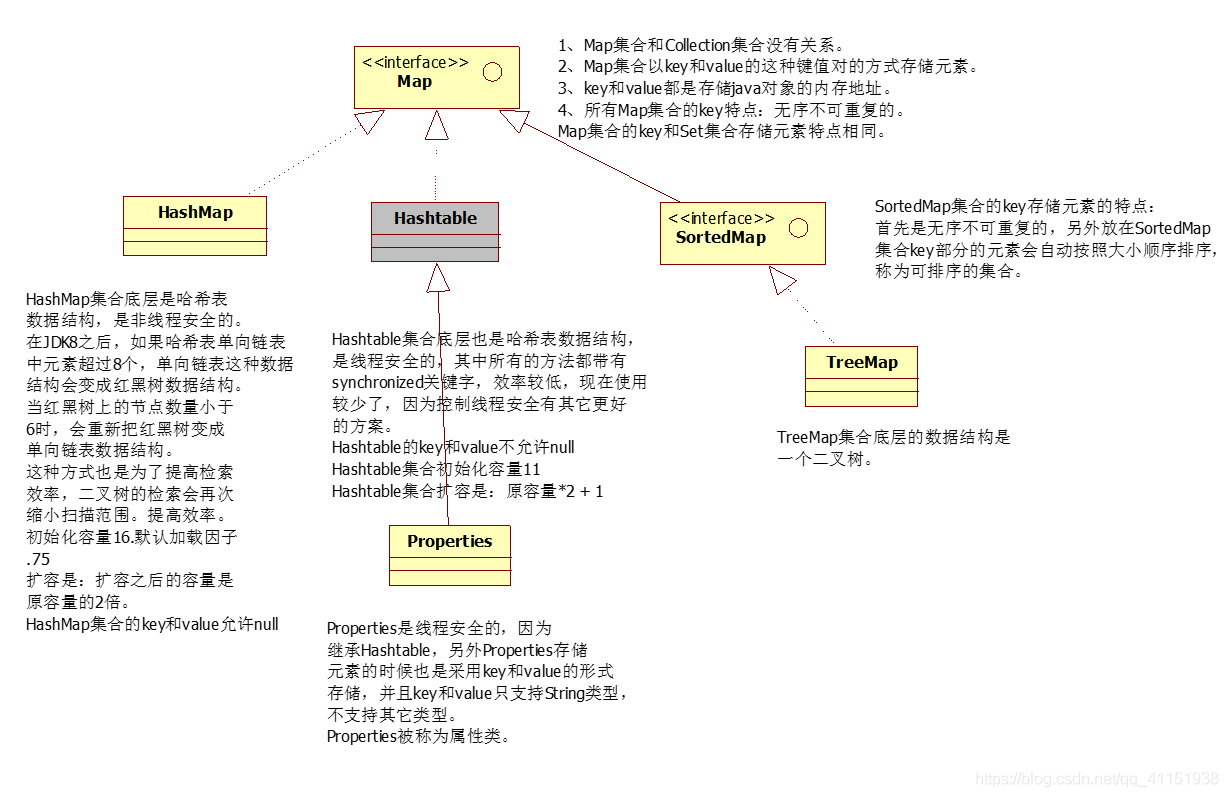 <<interface>>
Map
1、Map集合和Collection集合没有关系。
2、Map集合以key和value的这种键值对的方式存储元素。
3、key和value都是存储java对象的内存地址。
4、所有Map集合的key特点：无序不可重复的。
Map集合的key和Set集合存储元素特点相同。
HashMap
Hashtable
<<interface>>
SortedMap
SortedMap集合的key存储元素的特点：
首先是无序不可重复的，另外放在SortedMap
集合key部分的元素会自动按照大小顺序排序，
称为可排序的集合。
HashMap集合底层是哈希表
数据结构，是非线程安全的。
在JDK8之后，如果哈希表单向链表
中元素超过8个，单向链表这种数据
结构会变成红黑树数据结构。
当红黑树上的节点数量小于
6时，会重新把红黑树变成
单向链表数据结构。
这种方式也是为了提高检索
效率，二叉树的检索会再次
缩小扫描范围。提高效率。
初始化容量16.默认加载因子
.75
扩容是：扩容之后的容量是
原容量的2倍。
HashMap集合的key和value允许null
Hashtable集合底层也是哈希表数据结构，
是线程安全的，其中所有的方法都带有
synchronized关键字，效率较低，现在使用
较少了，因为控制线程安全有其它更好
的方案。
Hashtable的key和value不允许null
Hashtable集合初始化容量11
Hashtable集合扩容是：原容量*2 + 1
TreeMap
TreeMap集合底层的数据结构是
一个二叉树。
Properties
Properties是线程安全的，因为
继承Hashtable，另外Properties存储
元素的时候也是采用key和value的形式
存储，并且key和value只支持String类型，
不支持其它类型。
Properties被称为属性类。
https://blog.csdn.net/qq_41151938